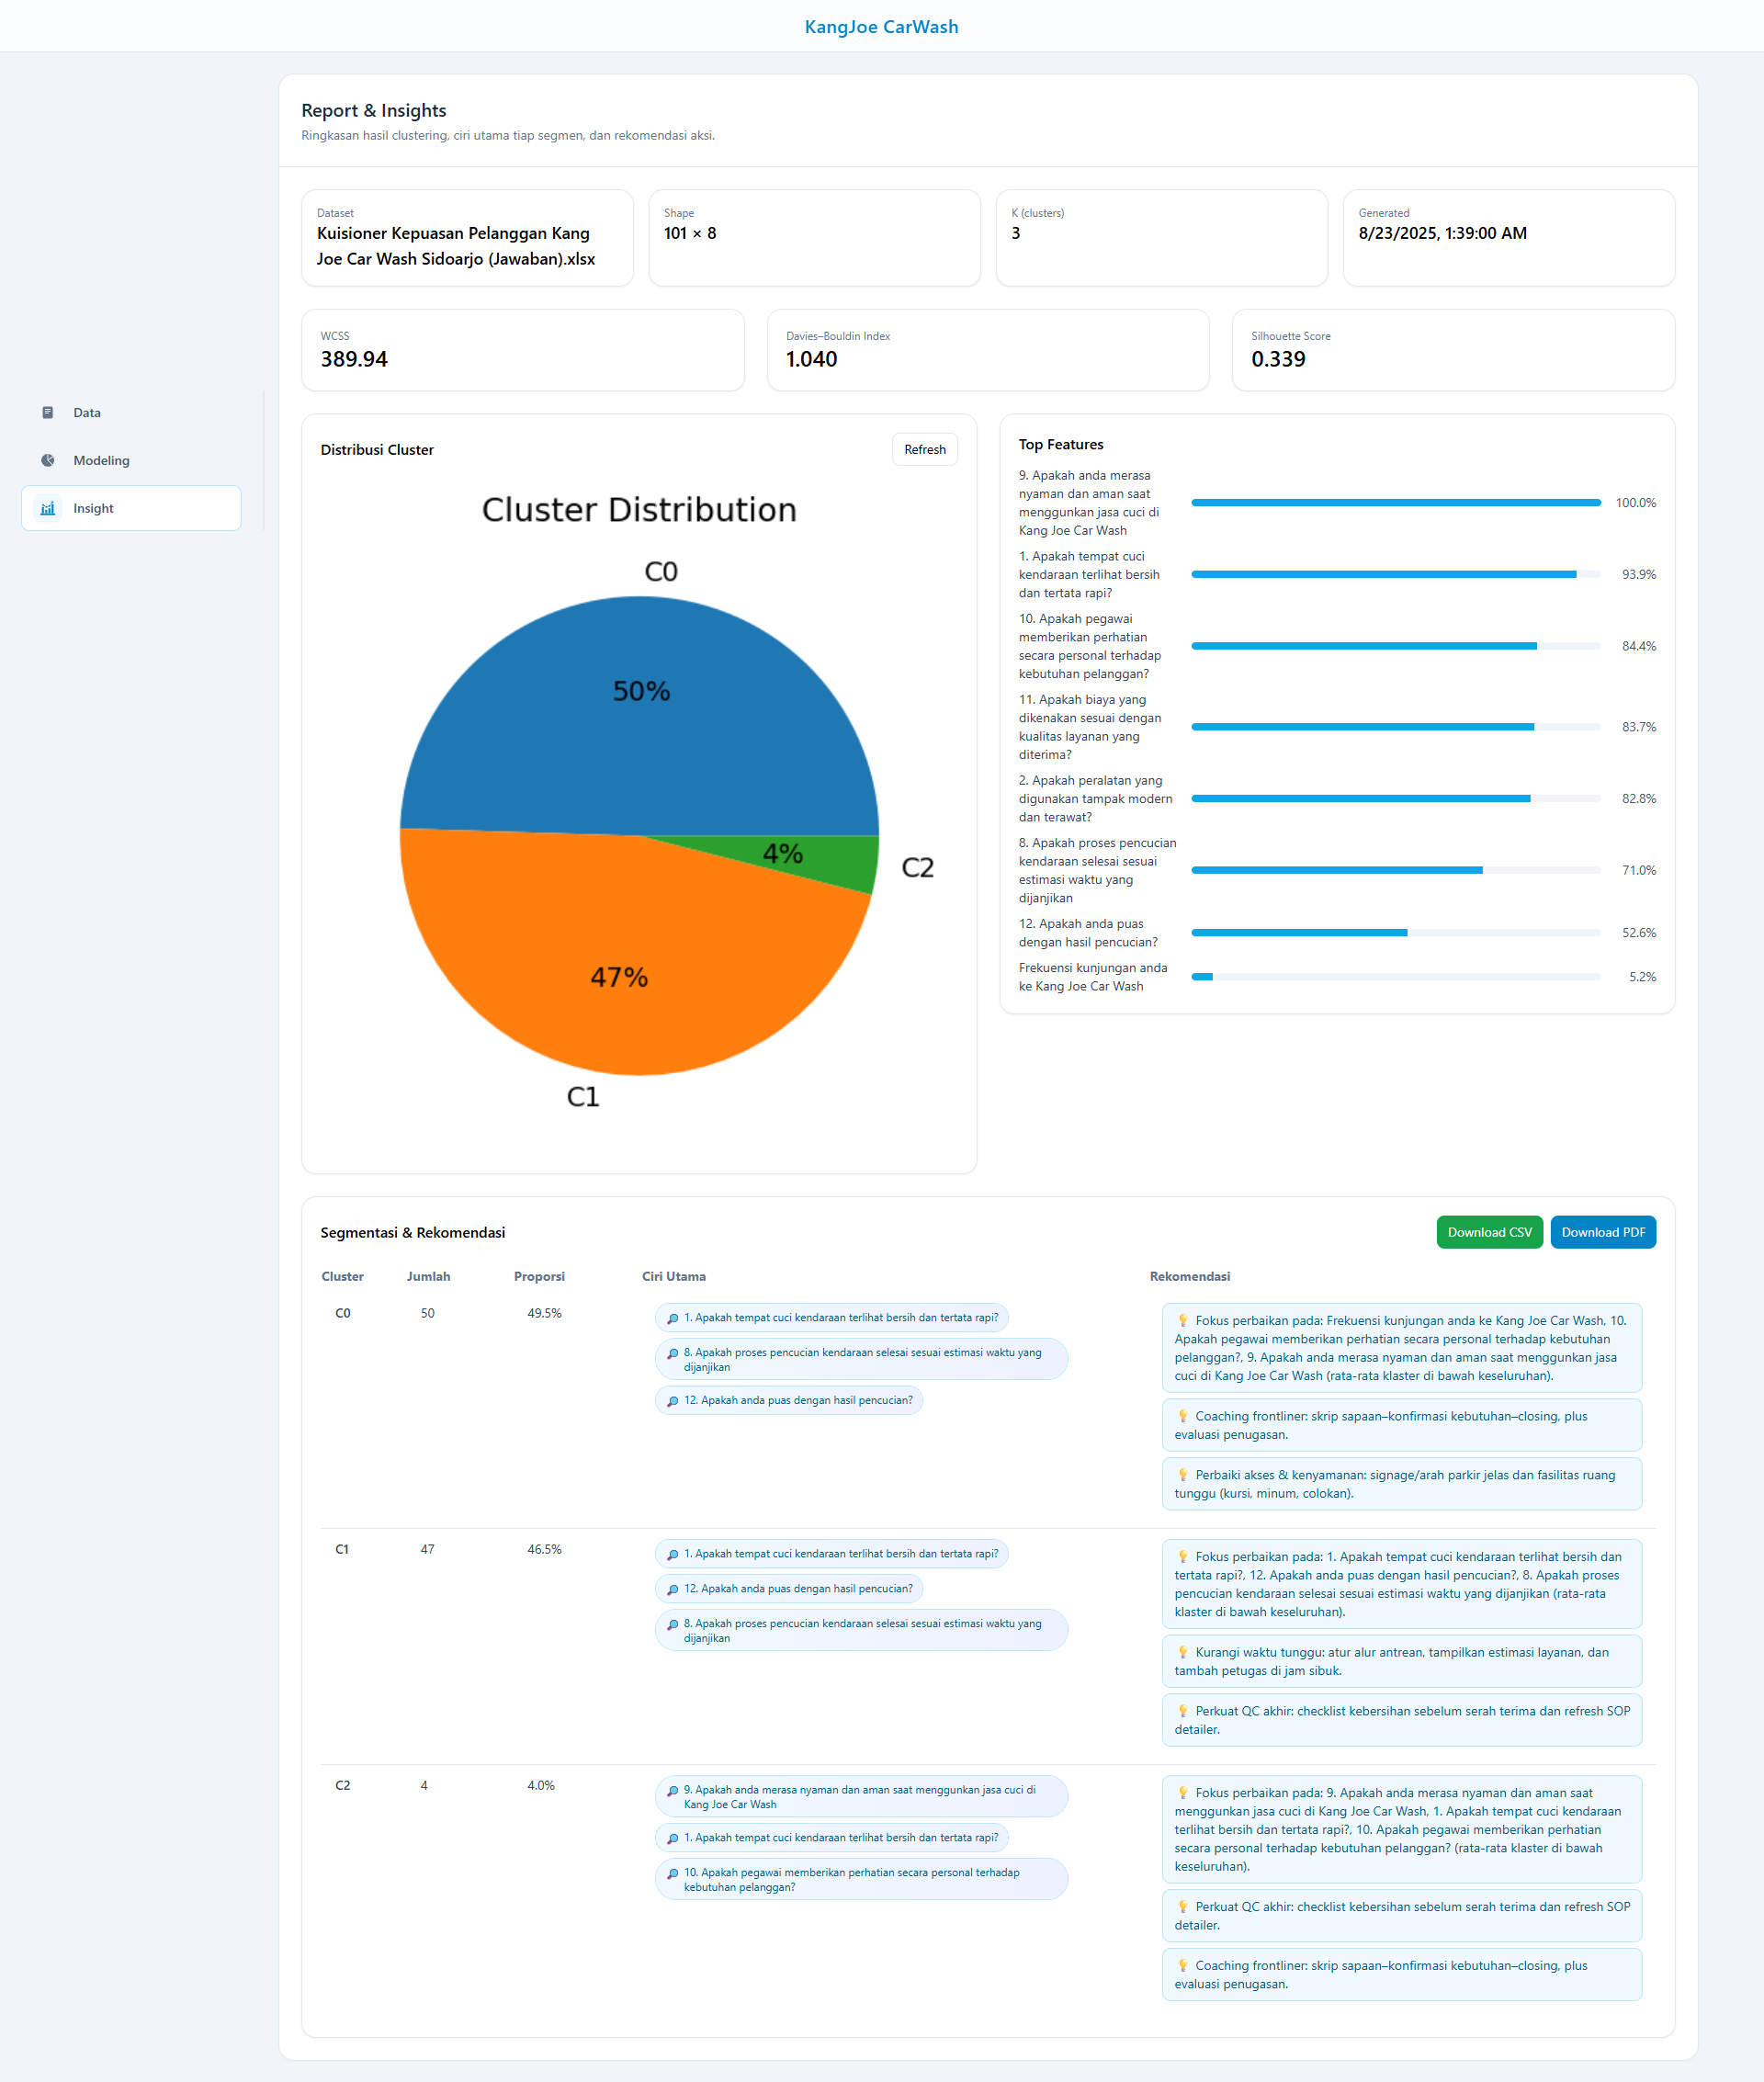 KangJoe CarWash
Data
Modeling
Insight
Report & Insights
Ringkasan hasil clustering, ciri utama tiap segmen, dan rekomendasi aksi.
Dataset
Kuisioner Kepuasan Pelanggan Kang
Joe Car Wash Sidoarjo (Jawaban).xlsx
Shape
101 × 8
K (clusters)
3
Generated
8/23/2025, 1:39:00 AM
WCSS
389.94
Davies–Bouldin Index
1.040
Silhouette Score
0.339
Distribusi Cluster
Refresh
Cluster Distribution
C0
50%
4%
C2
47%
C1
Top Features
9. Apakah anda merasa
nyaman dan aman saat
menggunkan jasa cuci di
Kang Joe Car Wash
100.0%
1. Apakah tempat cuci
kendaraan terlihat bersih
dan tertata rapi?
93.9%
10. Apakah pegawai
memberikan perhatian
secara personal terhadap
kebutuhan pelanggan?
84.4%
11. Apakah biaya yang
dikenakan sesuai dengan
kualitas layanan yang
diterima?
83.7%
2. Apakah peralatan yang
digunakan tampak modern
dan terawat?
82.8%
8. Apakah proses pencucian
kendaraan selesai sesuai
estimasi waktu yang
dijanjikan
71.0%
12. Apakah anda puas
dengan hasil pencucian?
52.6%
Frekuensi kunjungan anda
ke Kang Joe Car Wash
5.2%
Segmentasi & Rekomendasi
Download CSV
Download PDF
Cluster Jumlah Proporsi Ciri Utama Rekomendasi
C0 50 49.5%
1. Apakah tempat cuci kendaraan terlihat bersih dan tertata rapi?
8. Apakah proses pencucian kendaraan selesai sesuai estimasi waktu yang
dijanjikan
12. Apakah anda puas dengan hasil pencucian?
Fokus perbaikan pada: Frekuensi kunjungan anda ke Kang Joe Car Wash, 10.
Apakah pegawai memberikan perhatian secara personal terhadap kebutuhan
pelanggan?, 9. Apakah anda merasa nyaman dan aman saat menggunkan jasa
cuci di Kang Joe Car Wash (rata-rata klaster di bawah keseluruhan).
Coaching frontliner: skrip sapaan–konfirmasi kebutuhan–closing, plus
evaluasi penugasan.
Perbaiki akses & kenyamanan: signage/arah parkir jelas dan fasilitas ruang
tunggu (kursi, minum, colokan).
C1 47 46.5%
1. Apakah tempat cuci kendaraan terlihat bersih dan tertata rapi?
12. Apakah anda puas dengan hasil pencucian?
8. Apakah proses pencucian kendaraan selesai sesuai estimasi waktu yang
dijanjikan
Fokus perbaikan pada: 1. Apakah tempat cuci kendaraan terlihat bersih dan
tertata rapi?, 12. Apakah anda puas dengan hasil pencucian?, 8. Apakah proses
pencucian kendaraan selesai sesuai estimasi waktu yang dijanjikan (rata-rata
klaster di bawah keseluruhan).
Kurangi waktu tunggu: atur alur antrean, tampilkan estimasi layanan, dan
tambah petugas di jam sibuk.
Perkuat QC akhir: checklist kebersihan sebelum serah terima dan refresh SOP
detailer.
C2 4 4.0%
9. Apakah anda merasa nyaman dan aman saat menggunkan jasa cuci di
Kang Joe Car Wash
1. Apakah tempat cuci kendaraan terlihat bersih dan tertata rapi?
10. Apakah pegawai memberikan perhatian secara personal terhadap
kebutuhan pelanggan?
Fokus perbaikan pada: 9. Apakah anda merasa nyaman dan aman saat
menggunkan jasa cuci di Kang Joe Car Wash, 1. Apakah tempat cuci kendaraan
terlihat bersih dan tertata rapi?, 10. Apakah pegawai memberikan perhatian
secara personal terhadap kebutuhan pelanggan? (rata-rata klaster di bawah
keseluruhan).
Perkuat QC akhir: checklist kebersihan sebelum serah terima dan refresh SOP
detailer.
Coaching frontliner: skrip sapaan–konfirmasi kebutuhan–closing, plus
evaluasi penugasan.